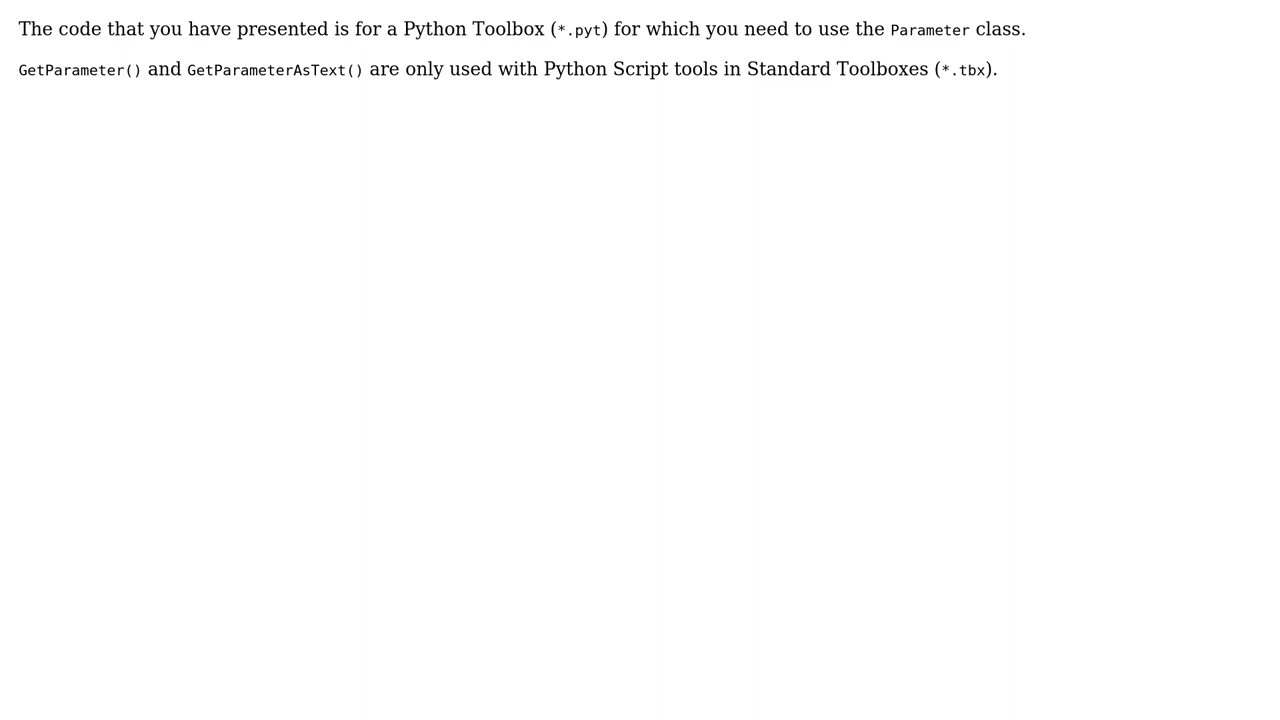 The code that you have presented is for a Python Toolbox (*.pyt) for which you need to use the Parameter class.
GetParameter() and GetParameterAsText() are only used with Python Script tools in Standard Toolboxes (*.tbx).